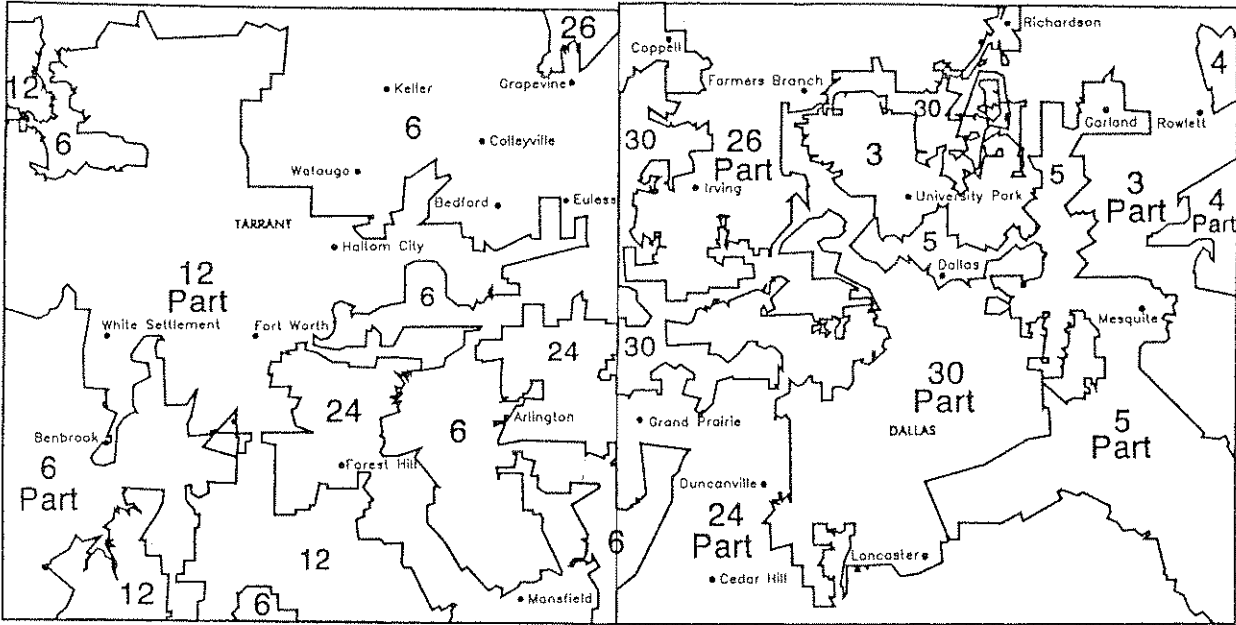 26
12
Keller
Grapevine
6
6
Colleyville
Watauga
Bedford
Euless
TARRANT
Haltom City
12
Part
6
White Settlement
Fort Worth
24
24
6
Arlington
Benbrook
6
Part
Forest Hill
12
12
6
Mansfield
Richardson
Coppell
4
Farmers Branch
30
Garland
Rowlett
30
26
Part
3
5
3
Part
Irving
University Park
4
Part
5
Dallas
Mesquite
30
30
Part
Grand Prairie
DALLAS
5
Part
Duncanville
24
Part
6
Lancaster
Cedar Hill